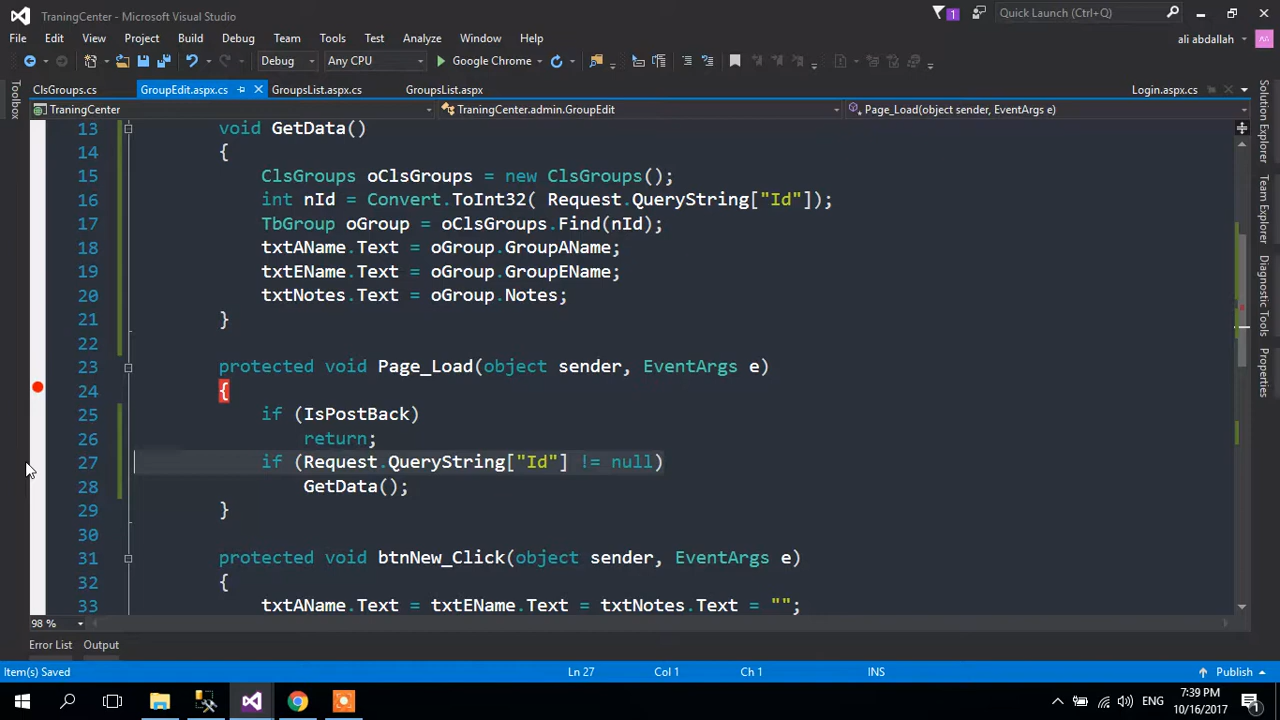 TraningCenter - Microsoft Visual Studio
1
Quick Launch (Ctrl+Q)
File Edit View Project Build Debug Team Tools Test Analyze Window Help
ali abdallah
AA
Debug Any CPU Google Chrome
ClsGroups.cs GroupEdit.aspx.cs GroupsList.aspx.cs GroupsList.aspx Login.aspx.cs
TraningCenter TraningCenter.admin.GroupEdit Page_Load(object sender, EventArgs e)
Toolbox
Solution Explorer
Team Explorer
Diagnostic Tools
Properties
13 void GetData()
14 {
15 ClsGroups oClsGroups = new ClsGroups();
16 int nId = Convert.ToInt32( Request.QueryString["Id"]);
17 TbGroup oGroup = oClsGroups.Find(nId);
18 txtAName.Text = oGroup.GroupAName;
19 txtEName.Text = oGroup.GroupEName;
20 txtNotes.Text = oGroup.Notes;
21 }
22
23 protected void Page_Load(object sender, EventArgs e)
24 {
25 if (IsPostBack)
26 return;
27 if (Request.QueryString["Id"] != null)
28 GetData();
29 }
30
31 protected void btnNew_Click(object sender, EventArgs e)
32 {
33 txtAName.Text = txtEName.Text = txtNotes.Text = "";
98 %
Error List Output
Item(s) Saved Ln 27 Col 1 Ch 1 INS Publish
ENG
7:39 PM
10/16/2017
1